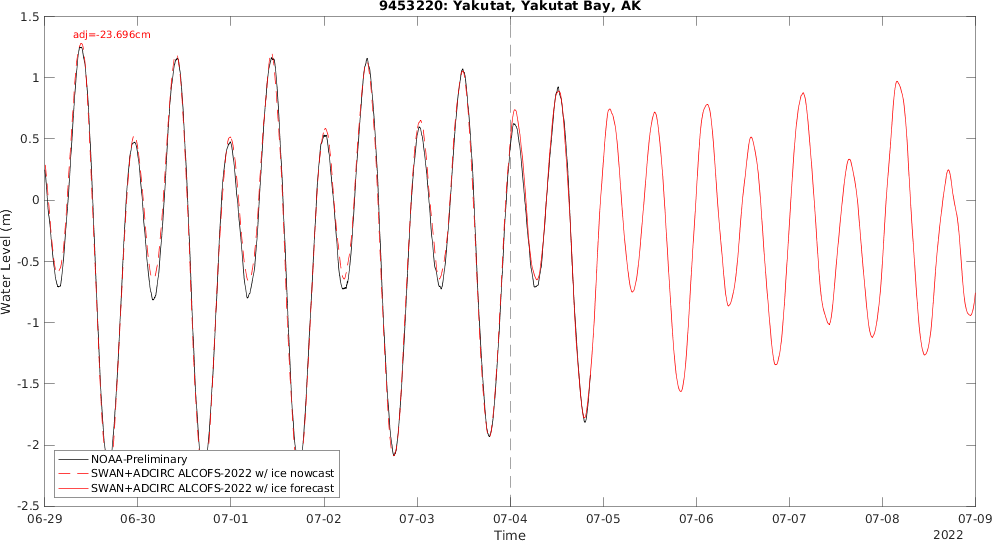 9453220: Yakutat, Yakutat Bay, AK
adj=-23.696cm
1.5
1
0.5
0
-0.5
-1
-1.5
-2
-2.5
Water Level (m)
NOAA-Preliminary
SWAN+ADCIRC ALCOFS-2022 w/ ice nowcast
SWAN+ADCIRC ALCOFS-2022 w/ ice forecast
06-29 06-30 07-01 07-02 07-03 07-04 07-05 07-06 07-07 07-08 07-09
Time
2022